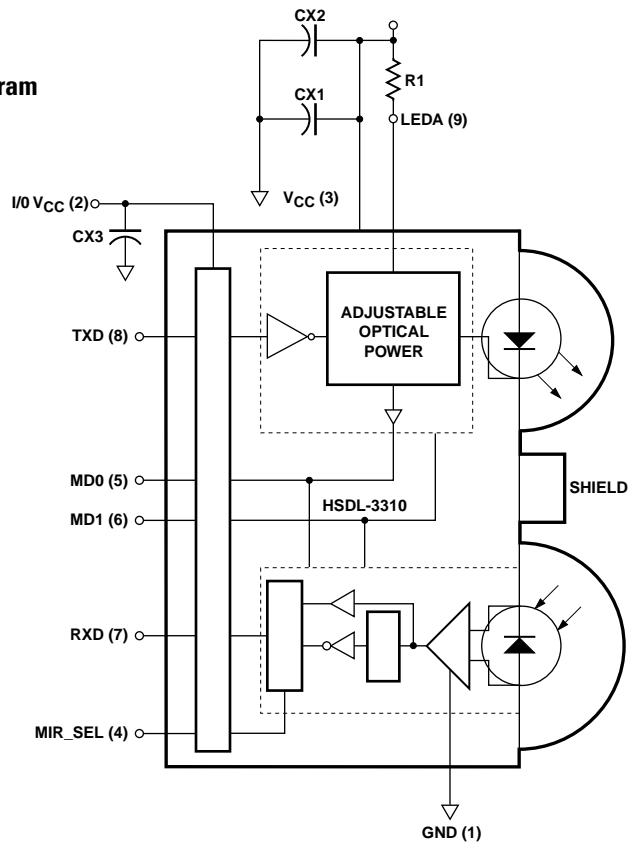 CX2
ram
R1
CX1
LEDA (9)
VCC (3)
I/0 VCC (2)
CX3
TXD (8)
ADJUSTABLE
OPTICAL
POWER
MD0 (5)
SHIELD
HSDL-3310
MD1 (6)
RXD (7)
MIR_SEL (4)
GND (1)